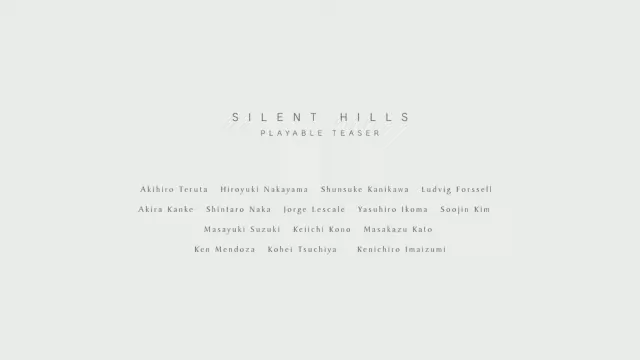 SILENT HILLS
PLAYABLE TEASER
Akihiro Teruta Hiroyuki Nakayama Shunsuke Kanikawa Ludvig Forssell
Akira Kanke Shintaro Naka Jorge Lescale Yasuhiro Ikoma Soojin Kim
Masayuki Suzuki Keiichi Kono Masakazu Kato
Ken Mendoza Kohei Tsuchiya Kenichiro Imaizumi